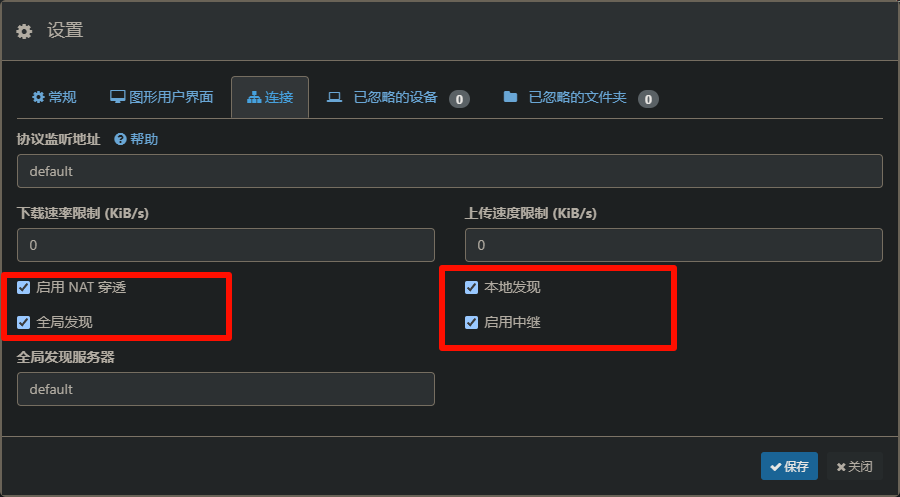 设置
常规 图形用户界面 连接 已忽略的设备 0 已忽略的文件夹 0
协议监听地址 帮助
default
下载速率限制 (KiB/s) 上传速度限制 (KiB/s)
0 0
启用 NAT 穿透 本地发现
全局发现 启用中继
全局发现服务器
default
保存 关闭